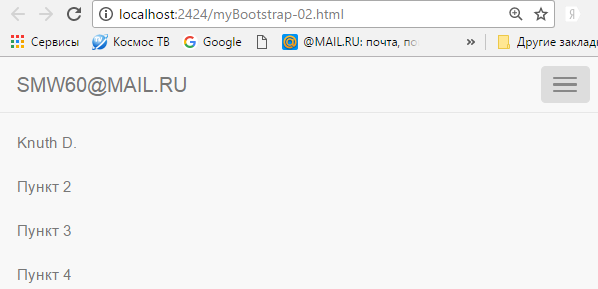 localhost:2424/myBootstrap-02.html
Я
Сервисы Космос ТВ Google @MAIL.RU: почта, по » Другие заклад
SMW60@MAIL.RU
Knuth D.
Пункт 2
Пункт 3
Пункт 4